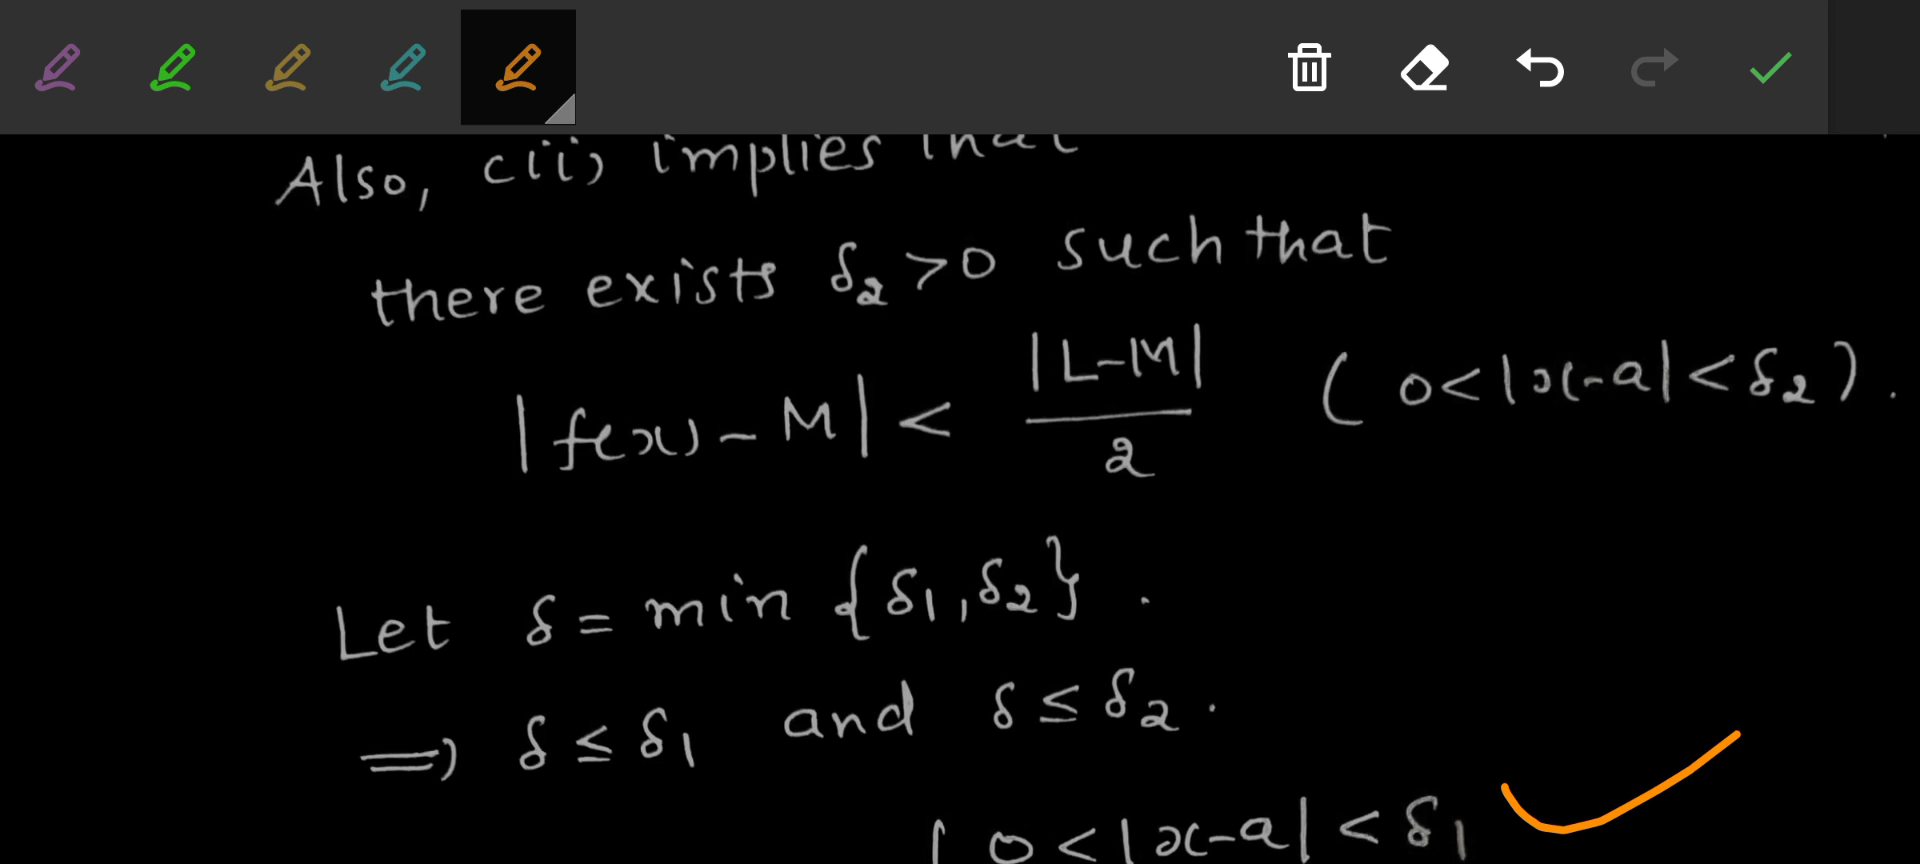 Also, (ii) implies that
there exists δ₂ > 0 such that
|f(x) - M| < |L-M|/2 (0 < |x-a| < δ₂).
Let δ = min {δ₁, δ₂}.
⟹ δ ≤ δ₁ and δ ≤ δ₂.
0 < |x-a| < δ₁